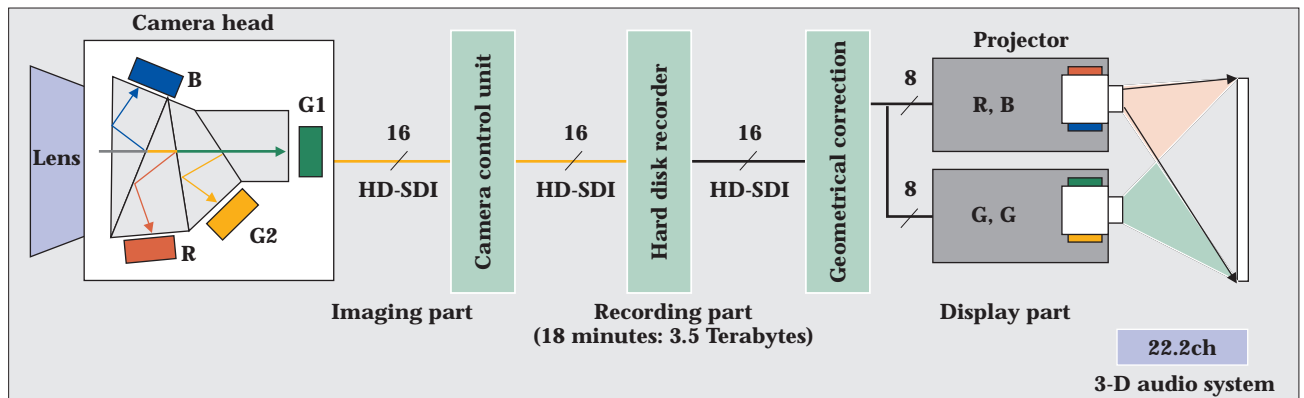 Camera head
Lens
B
G1
R
G2
16
HD-SDI
Camera control unit
16
HD-SDI
Hard disk recorder
16
HD-SDI
Geometrical correction
8
8
Projector
R, B
G, G
Imaging part
Recording part
(18 minutes: 3.5 Terabytes)
Display part
22.2ch
3-D audio system